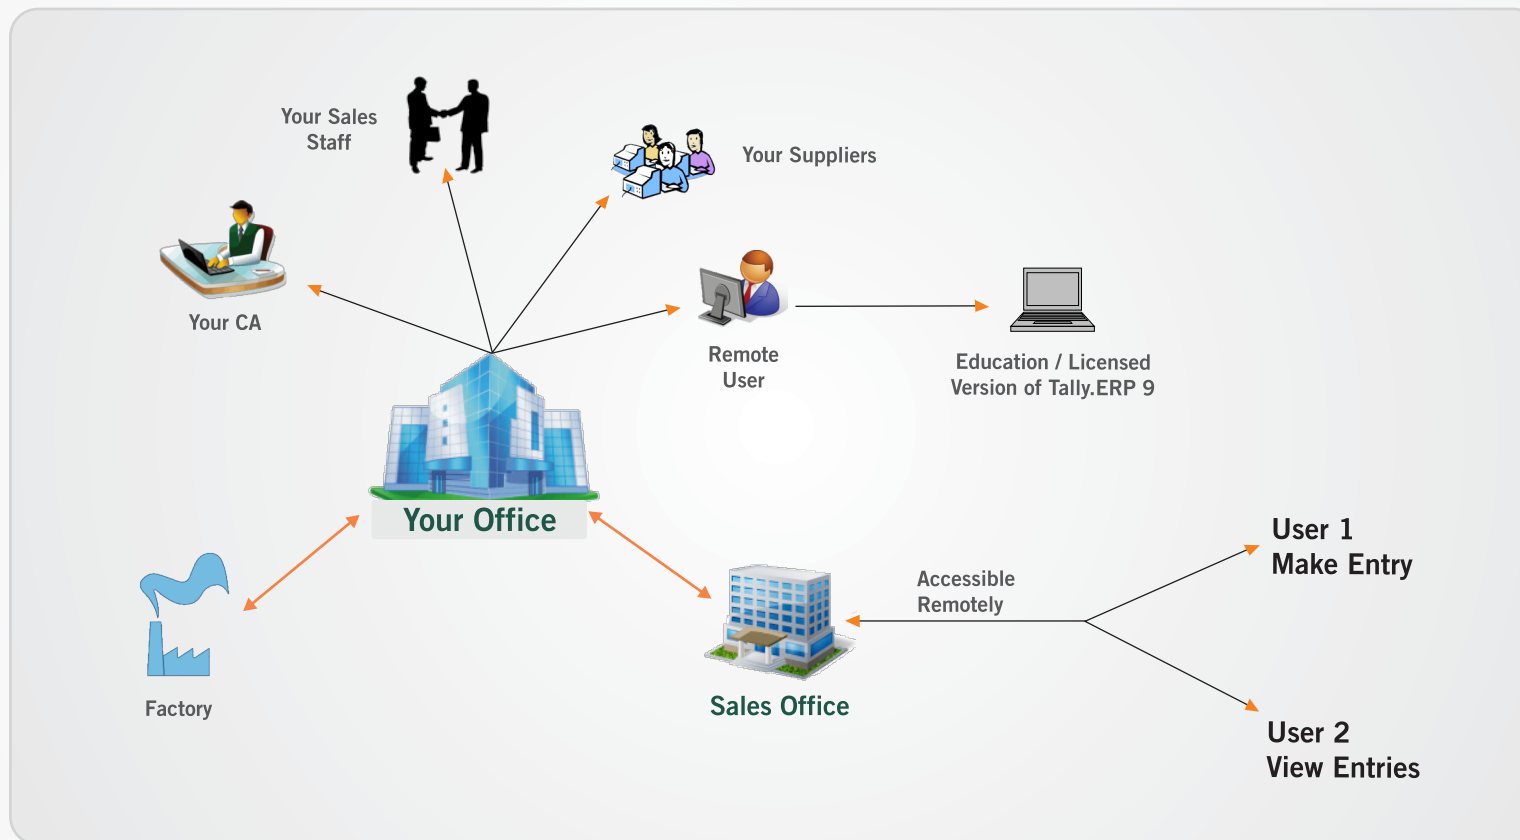 Your Sales
Staff
Your Suppliers
Your CA
Remote
User
Education / Licensed
Version of Tally.ERP 9
Your Office
User 1
Make Entry
Accessible
Remotely
Factory
Sales Office
User 2
View Entries